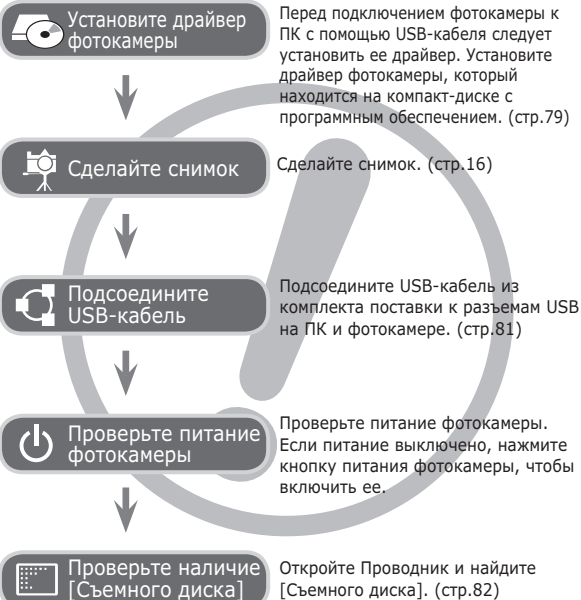 Установите драйвер
фотокамеры
Перед подключением фотокамеры к
ПК с помощью USB-кабеля следует
установить ее драйвер. Установите
драйвер фотокамеры, который
находится на компакт-диске с
программным обеспечением. (стр.79)
Сделайте снимок
Сделайте снимок. (стр.16)
Подсоедините
USB-кабель
Подсоедините USB-кабель из
комплекта поставки к разъемам USB
на ПК и фотокамере. (стр.81)
Проверьте питание
фотокамеры
Проверьте питание фотокамеры.
Если питание выключено, нажмите
кнопку питания фотокамеры, чтобы
включить ее.
Проверьте наличие
[Съемного диска]
Откройте Проводник и найдите
[Съемного диска]. (стр.82)